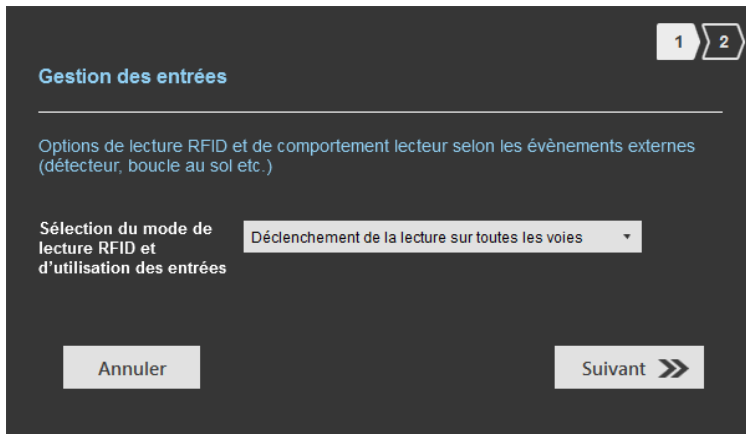 1 2
Gestion des entrées
Options de lecture RFID et de comportement lecteur selon les évènements externes
(détecteur, boucle au sol etc.)
Sélection du mode de
lecture RFID et
d'utilisation des entrées
Déclenchement de la lecture sur toutes les voies
Annuler
Suivant